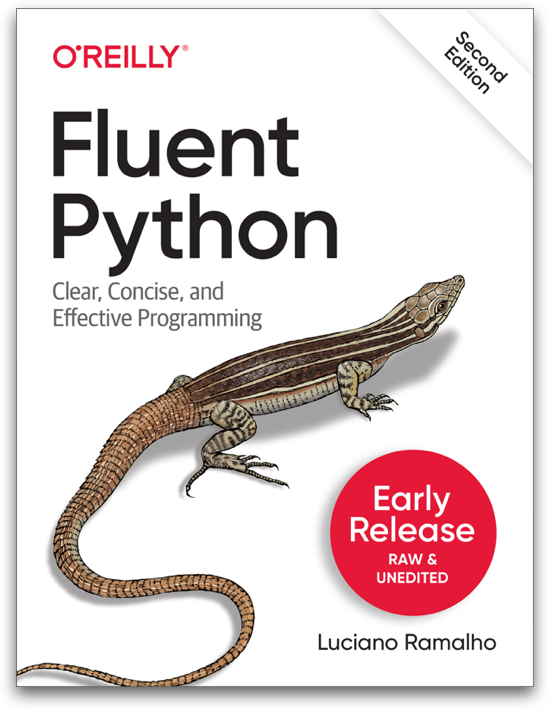 O'REILLY®
Second
Edition
Fluent
Python
Clear, Concise, and
Effective Programming
Early
Release
RAW &
UNEDITED
Luciano Ramalho